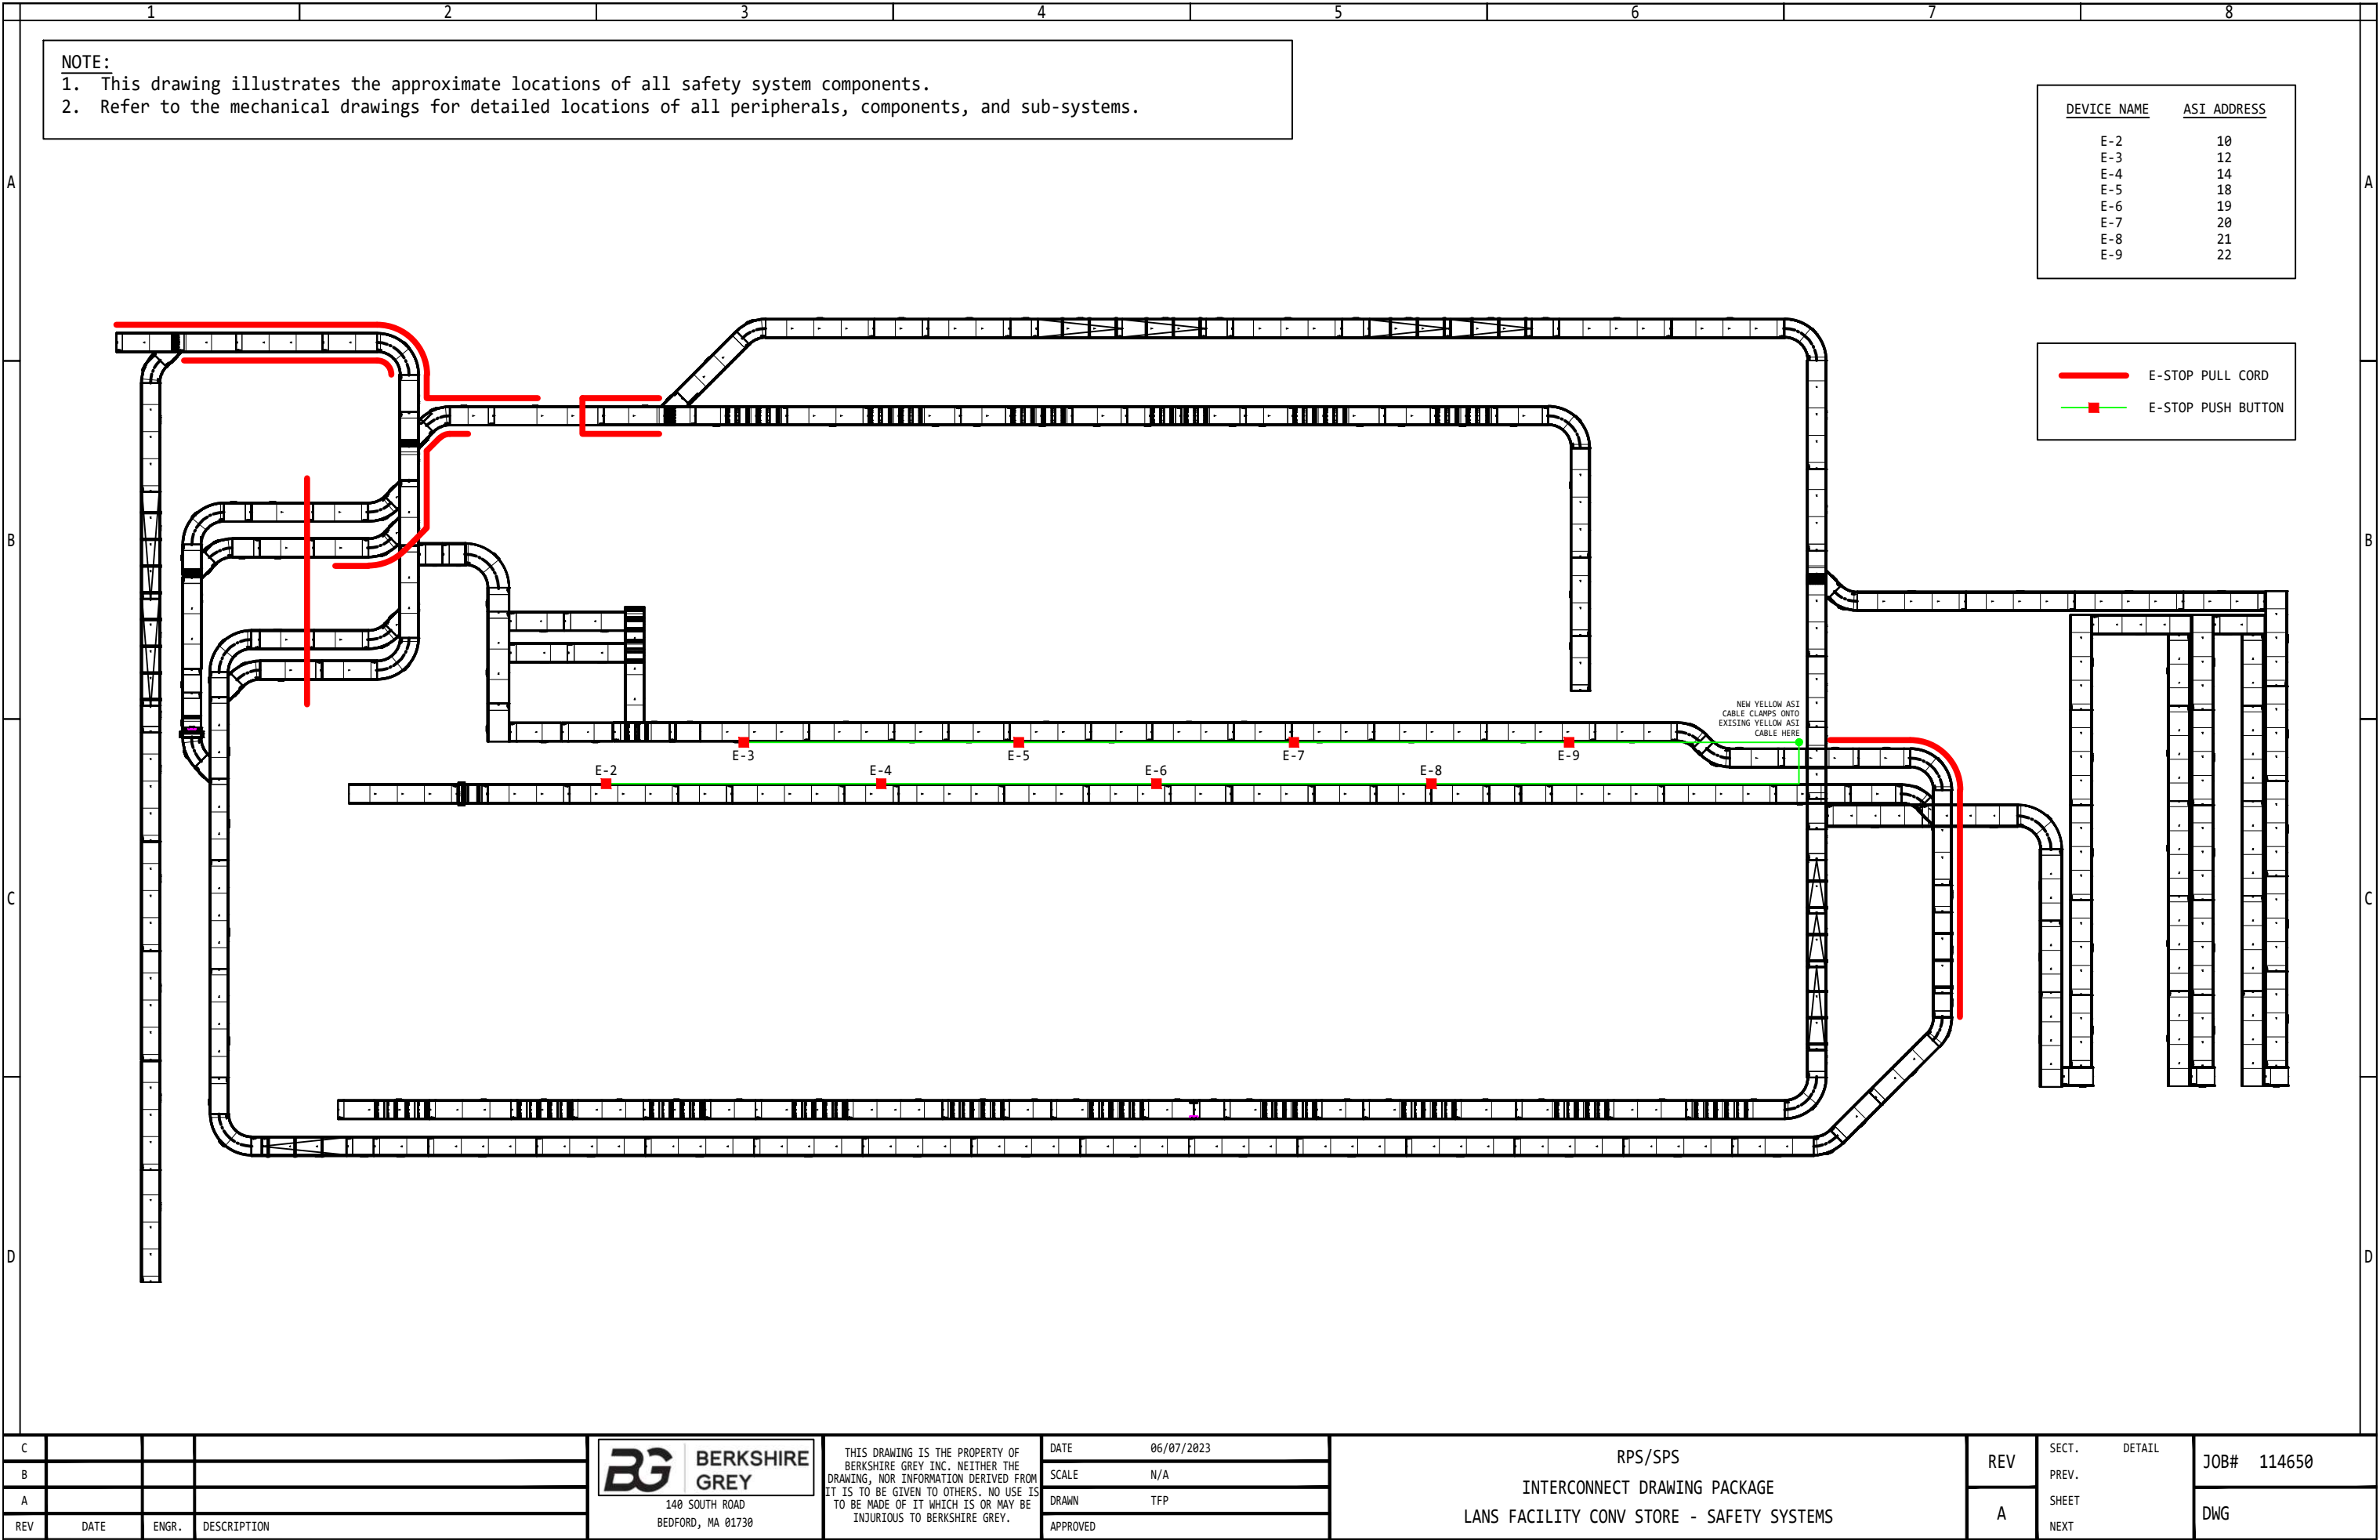 1 2 3 4 5 6 7 8
NOTE:
1. This drawing illustrates the approximate locations of all safety system components.
2. Refer to the mechanical drawings for detailed locations of all peripherals, components, and sub-systems.
DEVICE NAME ASI ADDRESS
E-2 10
E-3 12
E-4 14
E-5 18
E-6 19
E-7 20
E-8 21
E-9 22
A A
E-STOP PULL CORD
E-STOP PUSH BUTTON
B B
NEW YELLOW ASI
CABLE CLAMPS ONTO
EXISING YELLOW ASI
CABLE HERE
E-3 E-5 E-7 E-9
E-2 E-4 E-6 E-8
C C
D D
C
B
A
REV DATE ENGR. DESCRIPTION
BG BERKSHIRE
GREY
140 SOUTH ROAD
BEDFORD, MA 01730
THIS DRAWING IS THE PROPERTY OF
BERKSHIRE GREY INC. NEITHER THE
DRAWING, NOR INFORMATION DERIVED FROM
IT IS TO BE GIVEN TO OTHERS. NO USE IS
TO BE MADE OF IT WHICH IS OR MAY BE
INJURIOUS TO BERKSHIRE GREY.
DATE 06/07/2023
SCALE N/A
DRAWN TFP
APPROVED
RPS/SPS
INTERCONNECT DRAWING PACKAGE
LANS FACILITY CONV STORE - SAFETY SYSTEMS
REV
A
SECT. DETAIL
PREV.
SHEET
NEXT
JOB# 114650
DWG